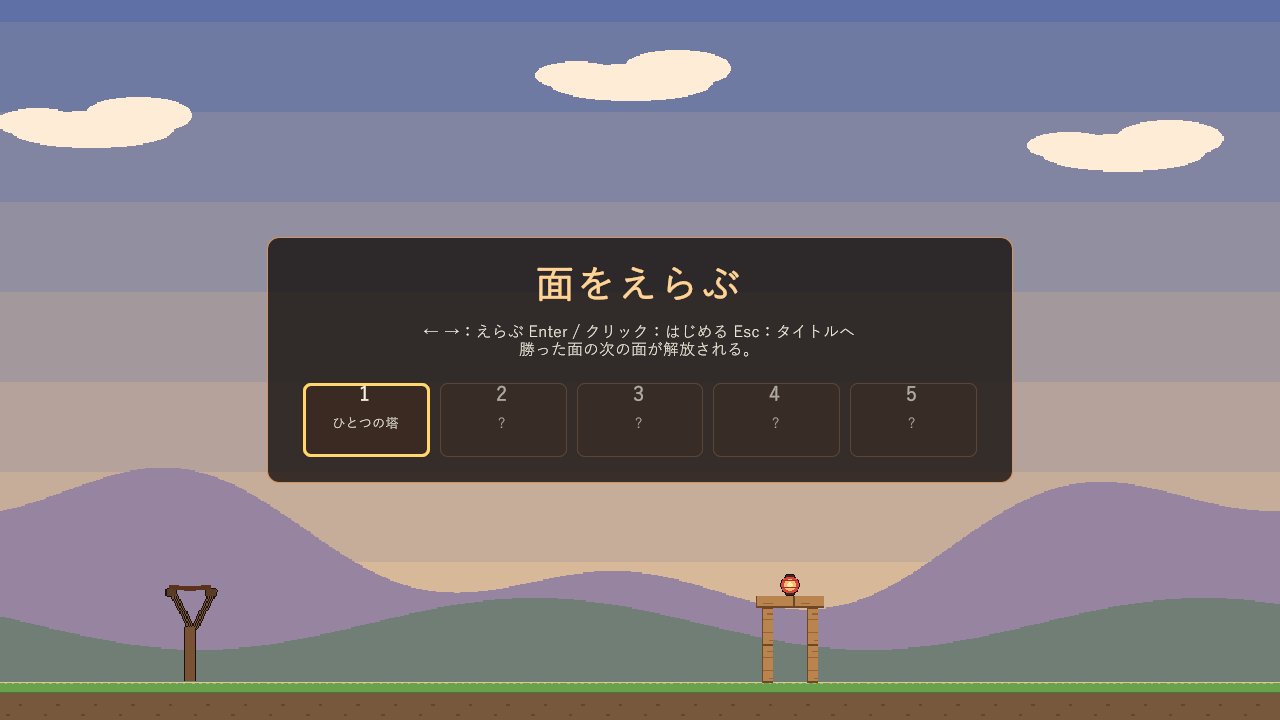 面をえらぶ
← →：えらぶ Enter / クリック：はじめる Esc：タイトルへ
勝った面の次の面が解放される。
1 2 3 4 5
ひとつの塔 ? ? ? ?